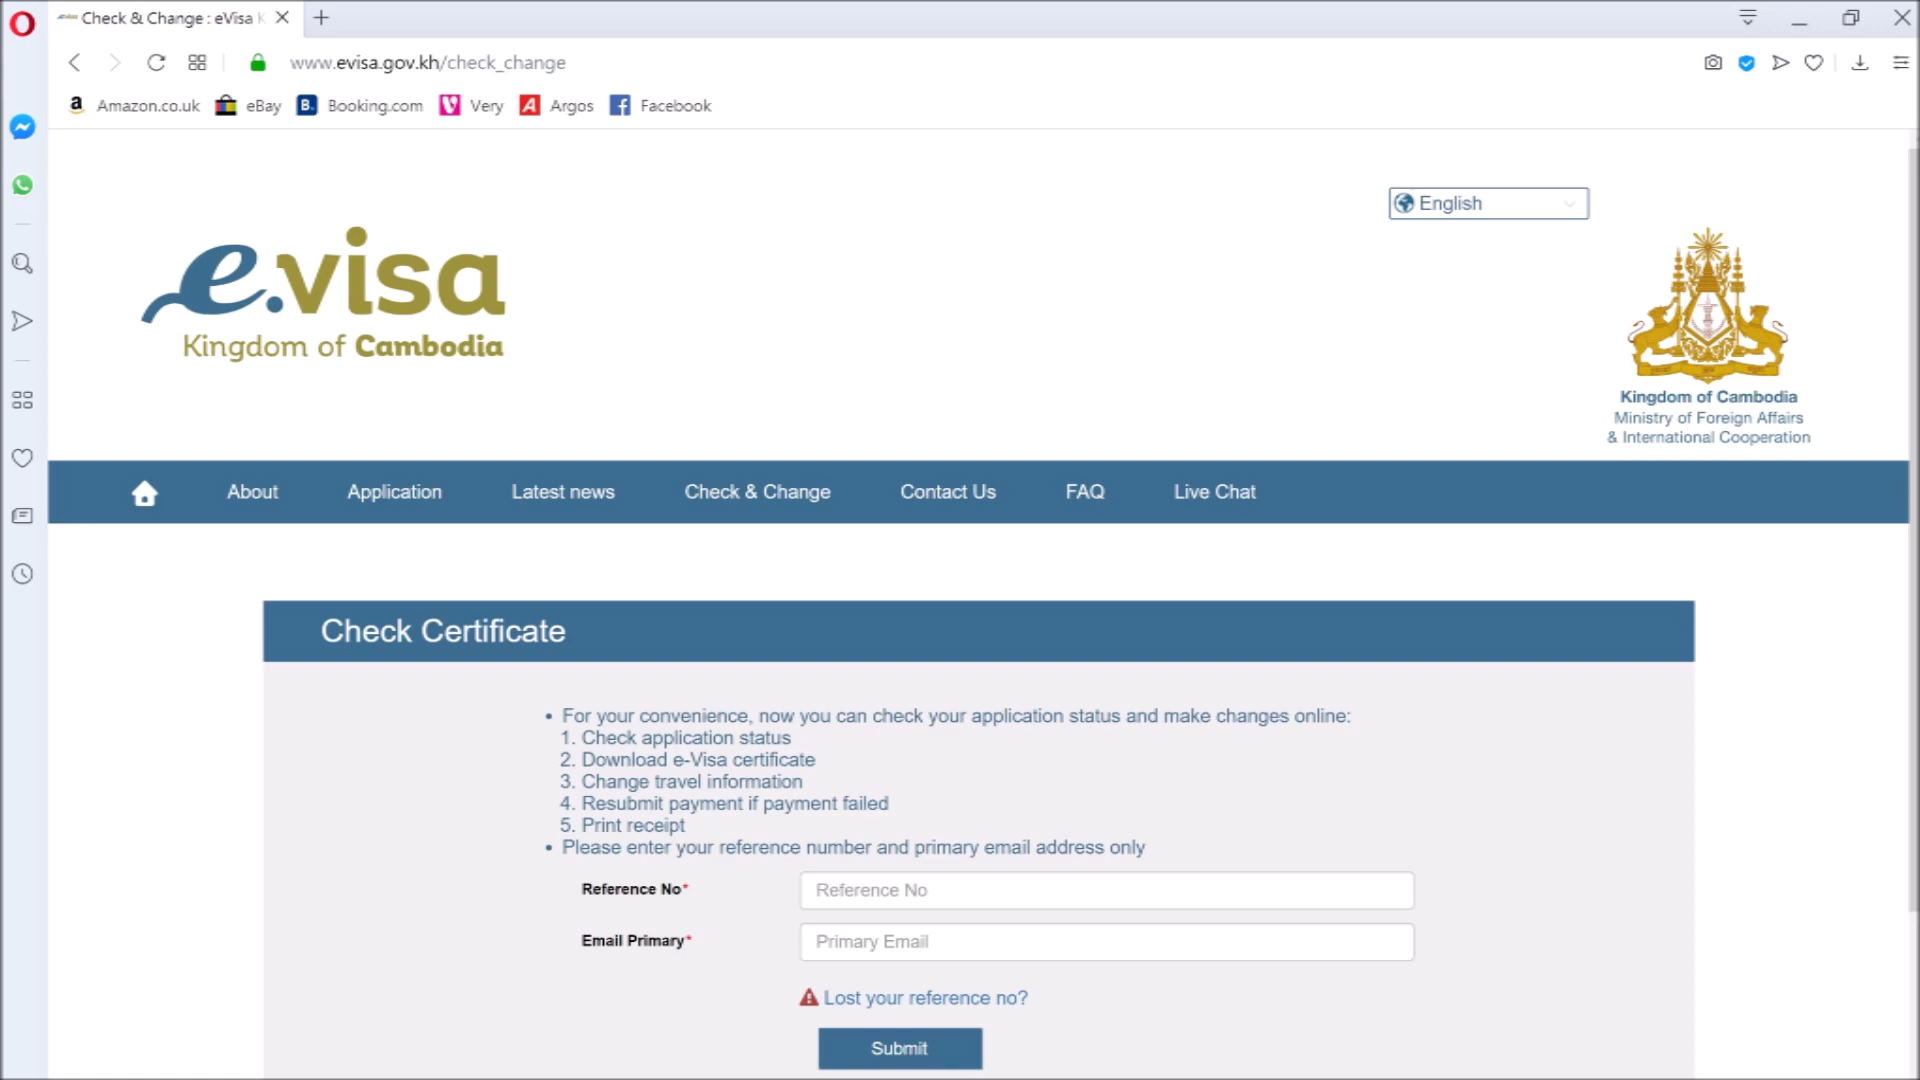 Check & Change : eVisa K
www.evisa.gov.kh/check_change
Amazon.co.uk
eBay
Booking.com
Very
Argos
Facebook
English
e.visa
Kingdom of Cambodia
Kingdom of Cambodia
Ministry of Foreign Affairs
& International Cooperation
About
Application
Latest news
Check & Change
Contact Us
FAQ
Live Chat
Check Certificate
• For your convenience, now you can check your application status and make changes online:
1. Check application status
2. Download e-Visa certificate
3. Change travel information
4. Resubmit payment if payment failed
5. Print receipt
• Please enter your reference number and primary email address only
Reference No*
Reference No
Email Primary*
Primary Email
Lost your reference no?
Submit